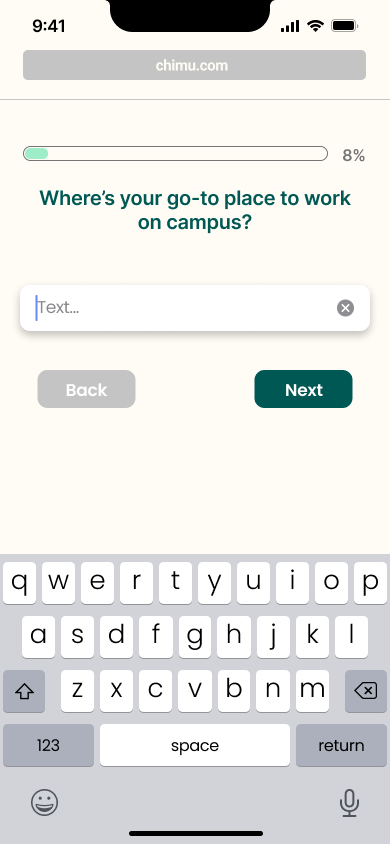 9:41
chimu.com
8%
Where’s your go-to place to work
on campus?
Text...
Back
Next
q w e r t y u i o p
a s d f g h j k l
z x c v b n m
123 space return